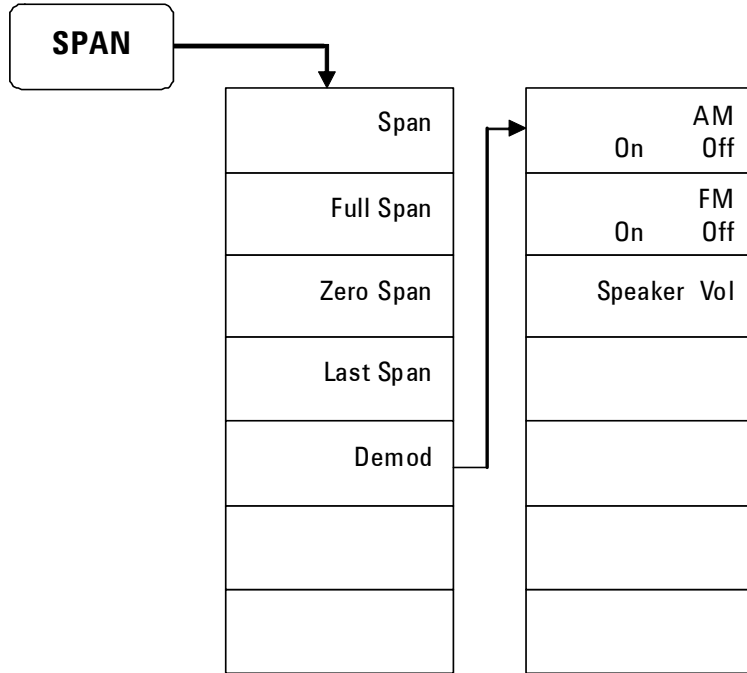 SPAN
Span
Full Span
Zero Span
Last Span
Demod
AM
On Off
FM
On Off
Speaker Vol